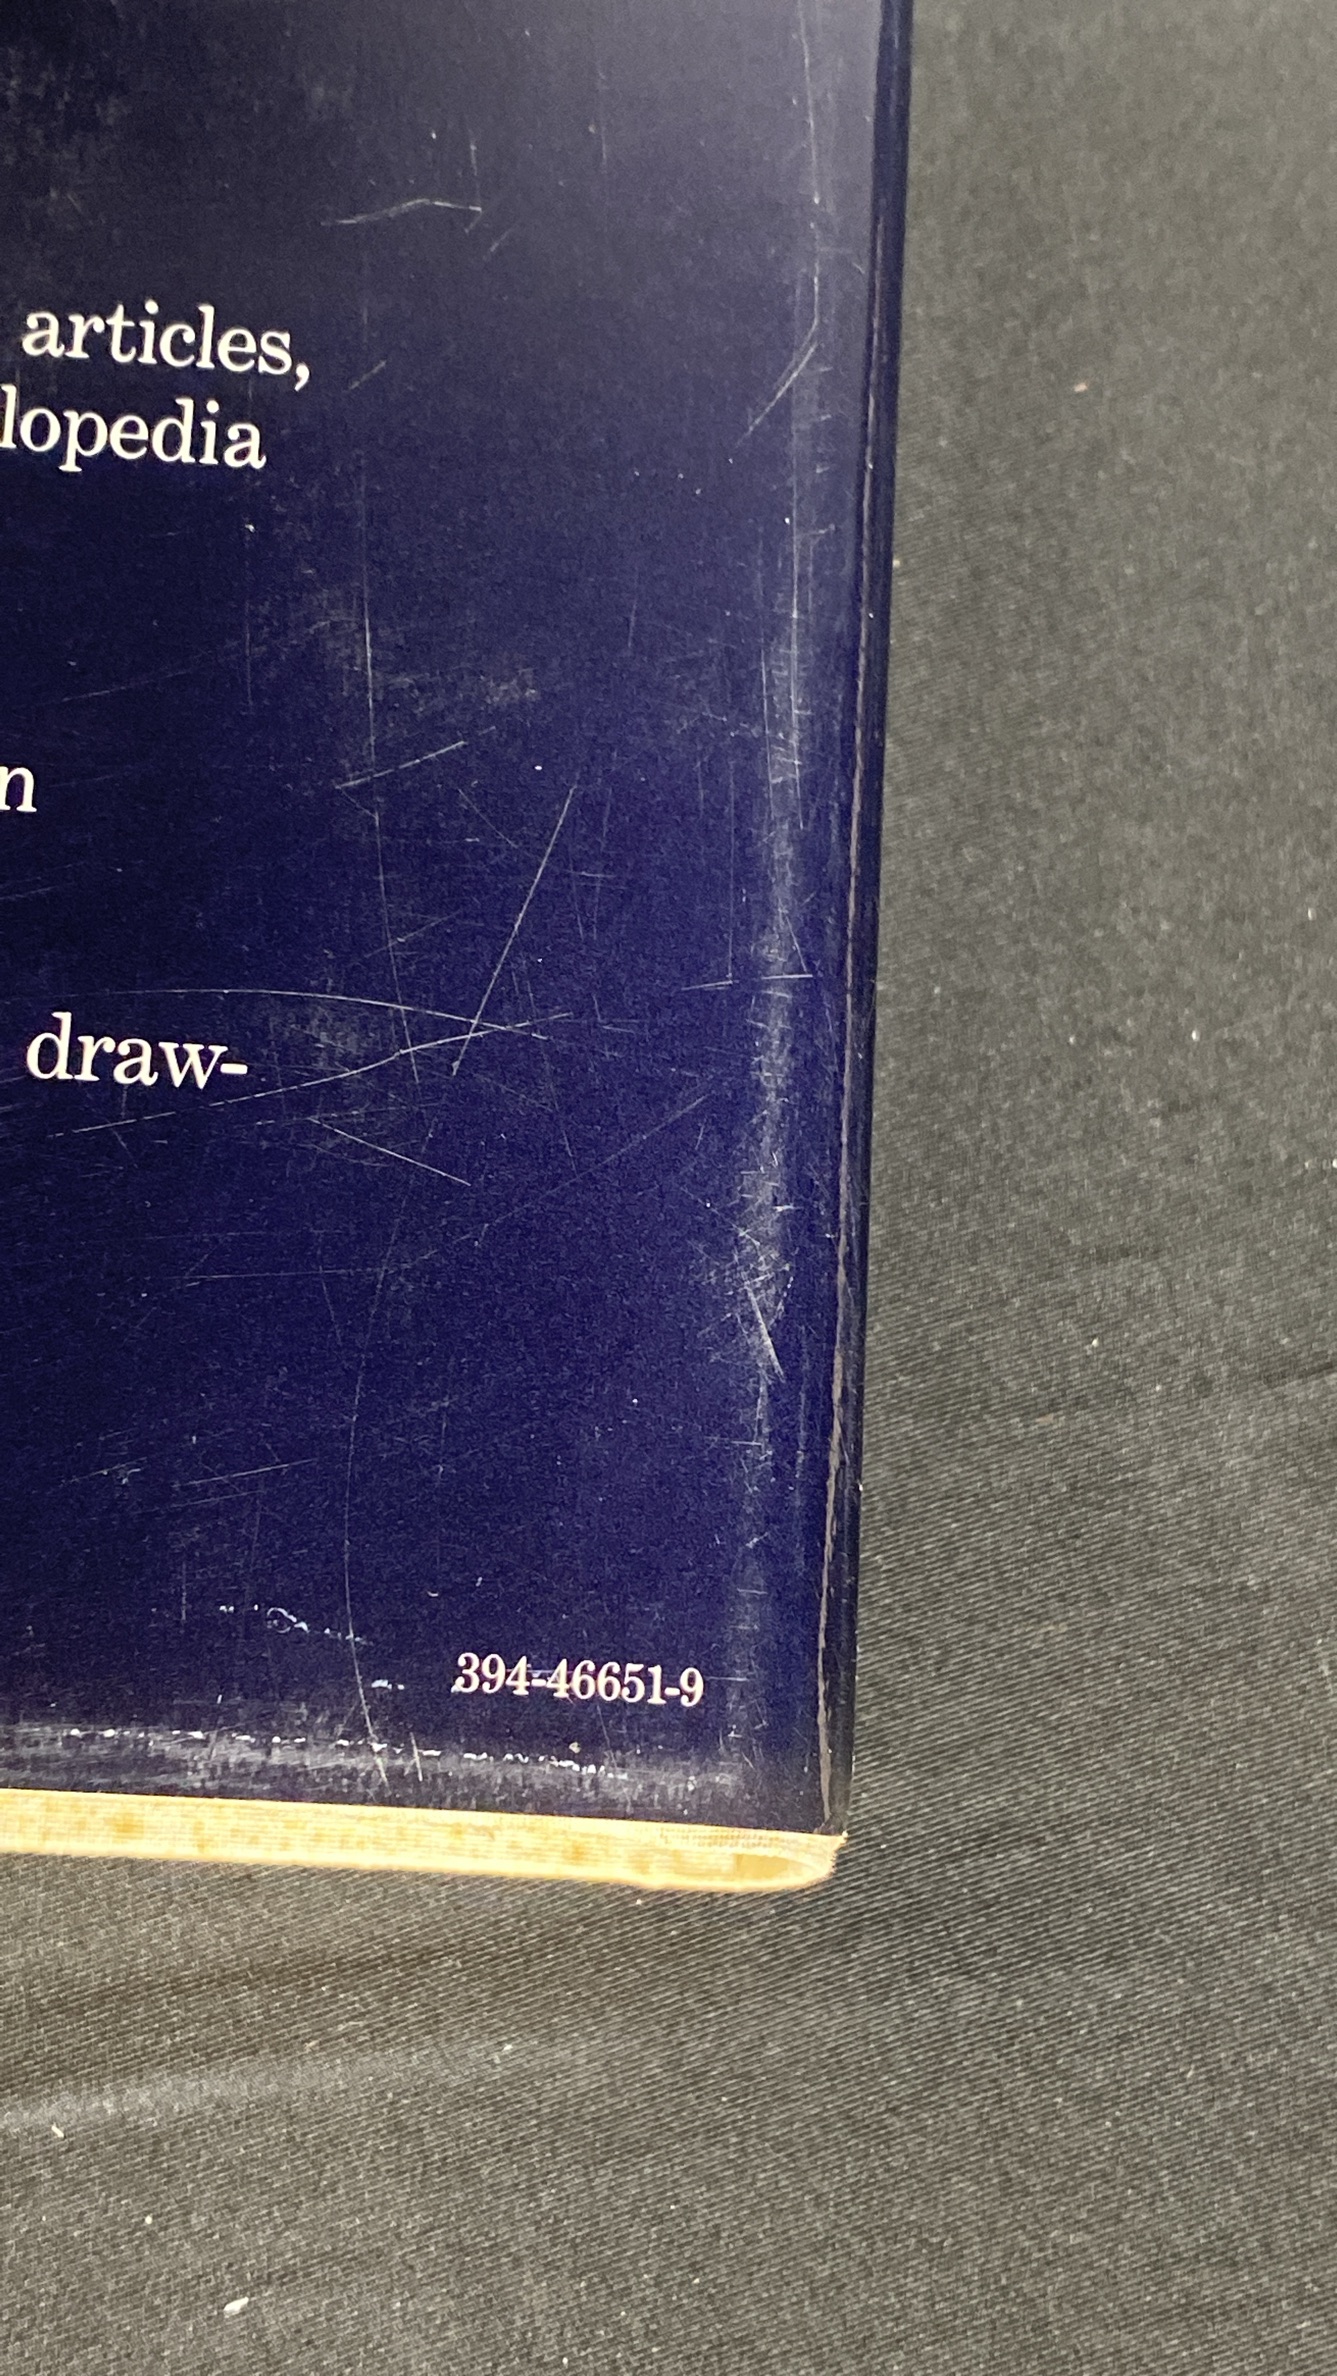 articles,
lopedia
n
draw-
394-46651-9